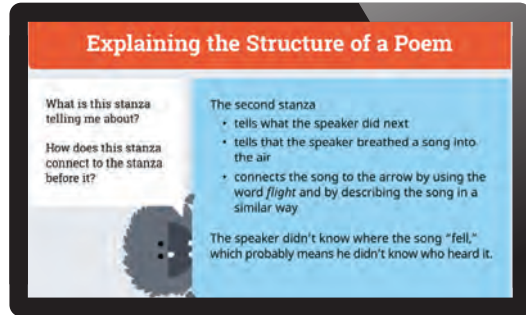 Explaining the Structure of a Poem
What is this stanza
telling me about?
How does this stanza
connect to the stanza
before it?
The second stanza
• tells what the speaker did next
• tells that the speaker breathed a song into
the air
• connects the song to the arrow by using the
word flight and by describing the song in a
similar way
The speaker didn't know where the song "fell,"
which probably means he didn't know who heard it.